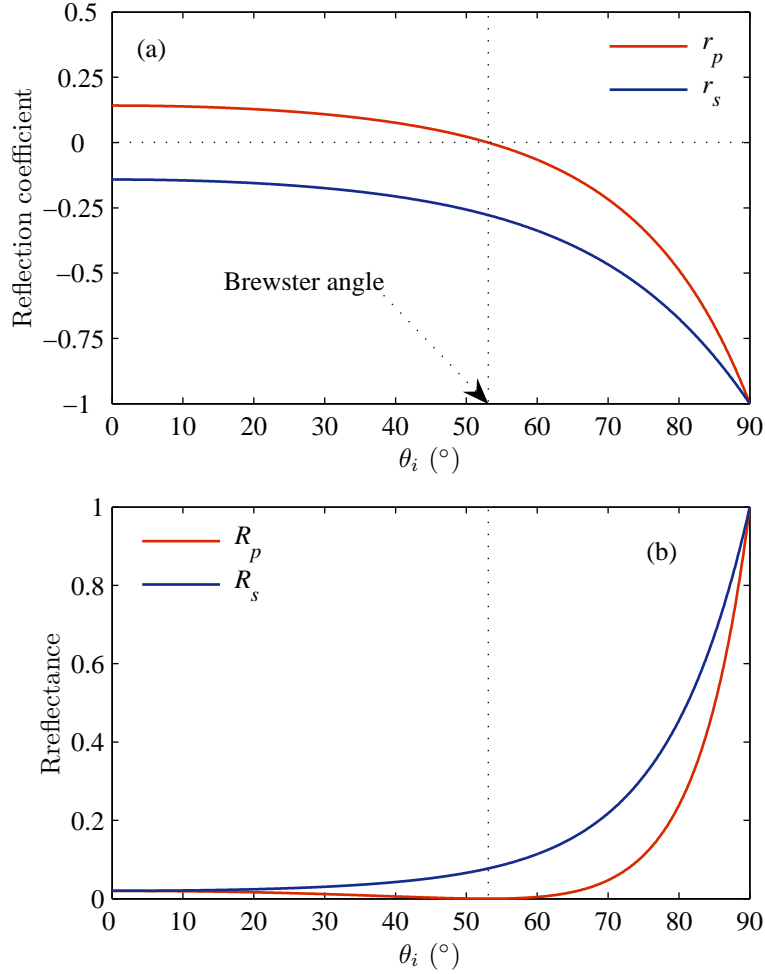 (a)
r_p
r_s
0.5
0.25
0
−0.25
−0.5
−0.75
−1
Reflection coefficient
Brewster angle
0 10 20 30 40 50 60 70 80 90
θ_i (°)
R_p
R_s
(b)
1
0.8
0.6
0.4
0.2
0
Rreflectance
0 10 20 30 40 50 60 70 80 90
θ_i (°)